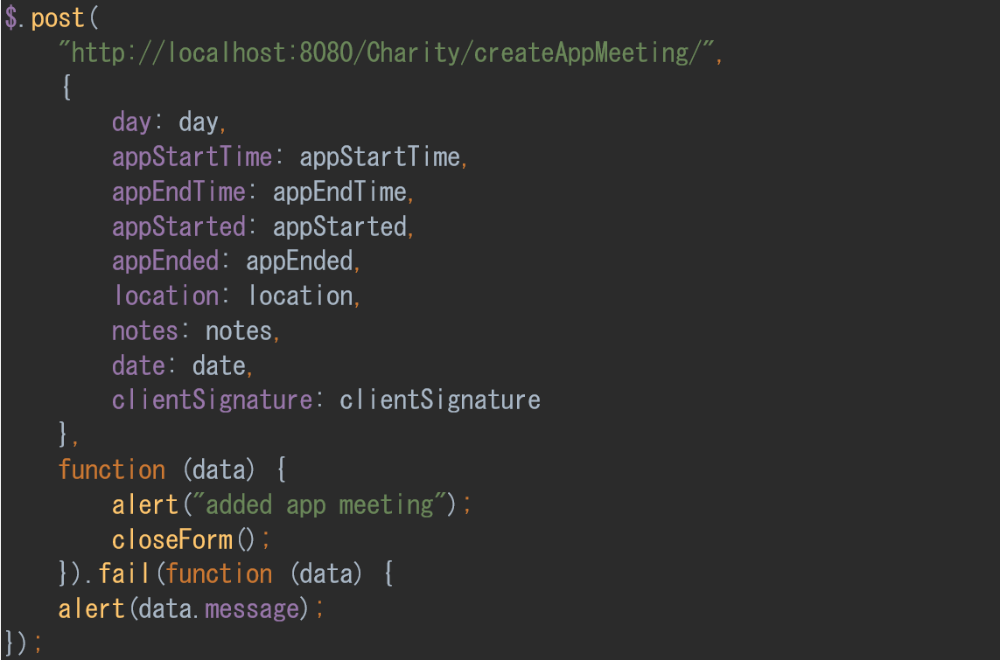 $.post(
    "http://localhost:8080/Charity/createAppMeeting/",
    {
        day: day,
        appStartTime: appStartTime,
        appEndTime: appEndTime,
        appStarted: appStarted,
        appEnded: appEnded,
        location: location,
        notes: notes,
        date: date,
        clientSignature: clientSignature
    },
    function (data) {
        alert("added app meeting");
        closeForm();
    }).fail(function (data) {
    alert(data.message);
});